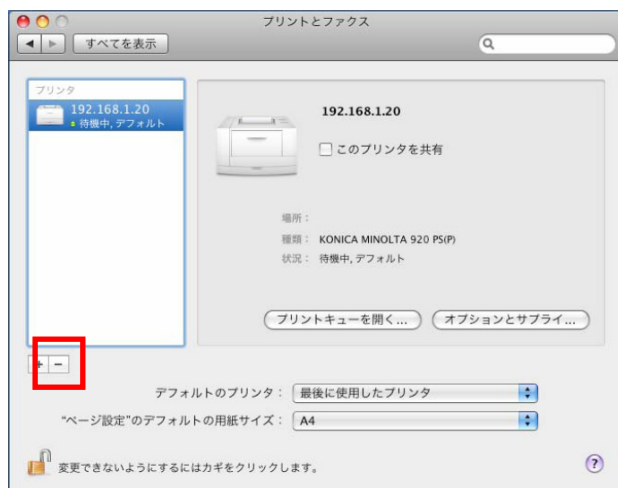 プリントとファクス
すべてを表示
プリンタ
192.168.1.20
待機中, デフォルト
192.168.1.20
このプリンタを共有
場所：
種類： KONICA MINOLTA 920 PS(P)
状況： 待機中, デフォルト
プリントキューを開く... オプションとサプライ...
+ −
デフォルトのプリンタ： 最後に使用したプリンタ
“ページ設定”のデフォルトの用紙サイズ： A4
変更できないようにするにはカギをクリックします。 ?